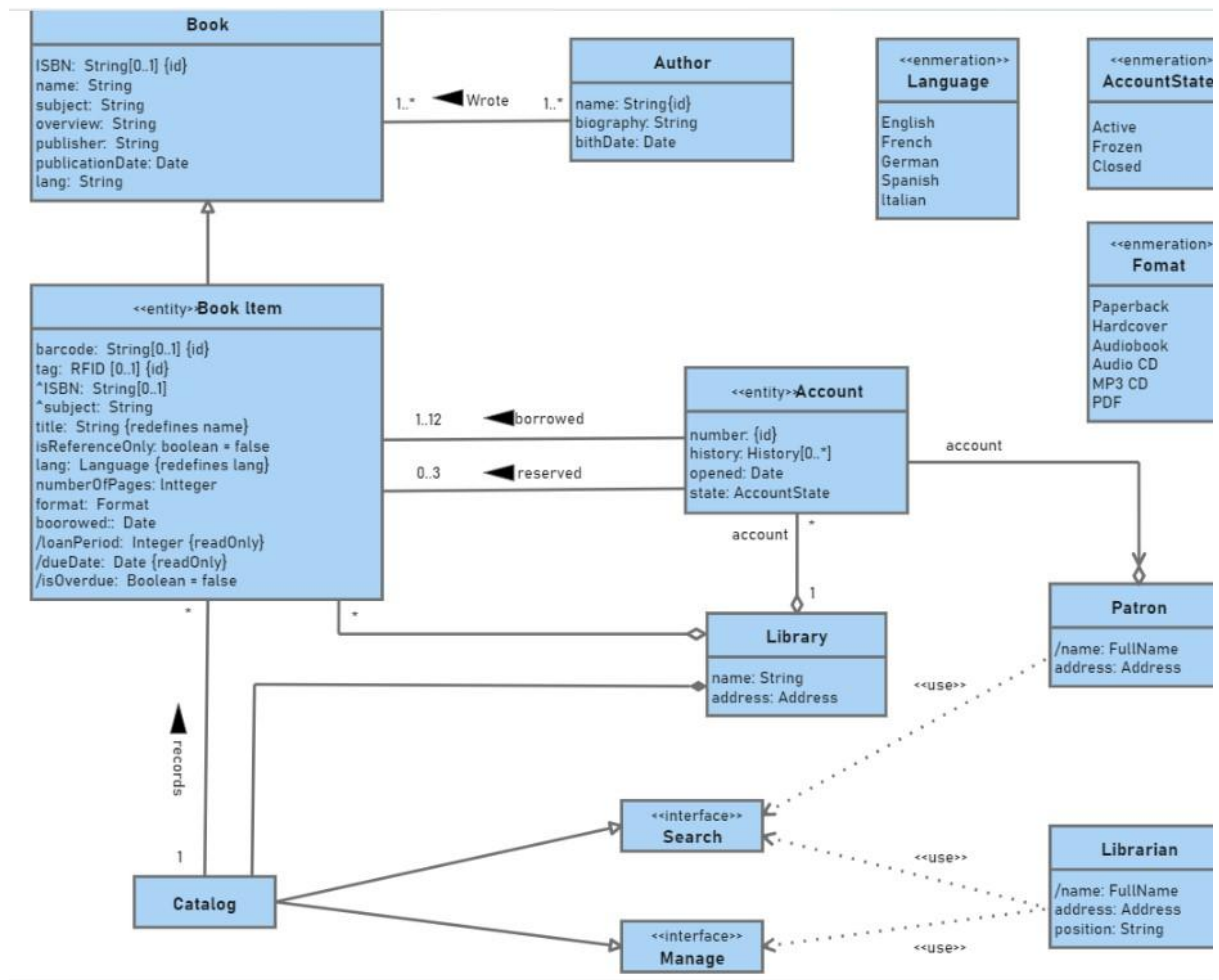 Book
ISBN: String[0..1] {id}
name: String
subject: String
overview: String
publisher: String
publicationDate: Date
lang: String
1..*
Wrote
1..*
Author
name: String{id}
biography: String
bithDate: Date
<<enmeration>>
Language
English
French
German
Spanish
Italian
<<enmeration>
AccountState
Active
Frozen
Closed
<<enmeration>
Fomat
Paperback
Hardcover
Audiobook
Audio CD
MP3 CD
PDF
<<entity>>Book Item
barcode: String[0..1] {id}
tag: RFID [0..1] {id}
^ISBN: String[0..1]
^subject: String
title: String {redefines name}
isReferenceOnly: boolean = false
lang: Language {redefines lang}
numberOfPages: Intteger
format: Format
boorowed:: Date
/loanPeriod: Integer {readOnly}
/dueDate: Date {readOnly}
/isOverdue: Boolean = false
1..12
borrowed
0..3
reserved
<<entity>>Account
number: {id}
history: History[0..*]
opened: Date
state: AccountState
account
account
*
1
*
*
Library
name: String
address: Address
Patron
/name: FullName
address: Address
<<use>>
records
1
Catalog
<<interface>>
Search
<<use>>
<<interface>>
Manage
<<use>>
Librarian
/name: FullName
address: Address
position: String